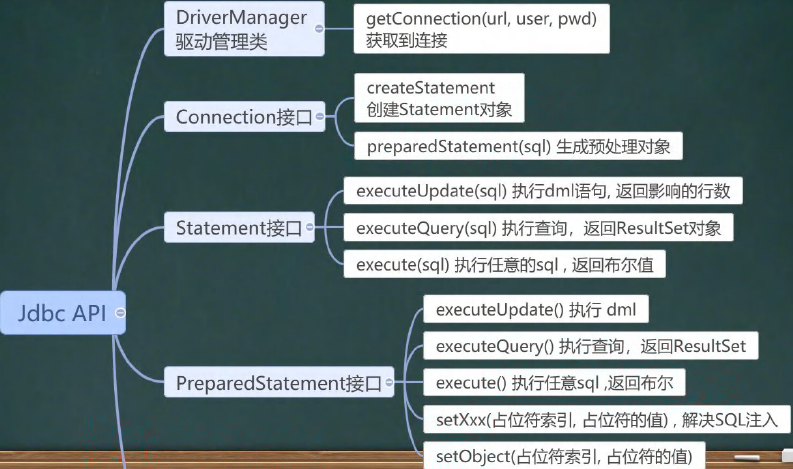 DriverManager
驱动管理类
getConnection(url, user, pwd)
获取到连接
Connection接口
createStatement
创建Statement对象
preparedStatement(sql) 生成预处理对象
Statement接口
executeUpdate(sql) 执行dml语句, 返回影响的行数
executeQuery(sql) 执行查询，返回ResultSet对象
execute(sql) 执行任意的sql , 返回布尔值
Jdbc API
PreparedStatement接口
executeUpdate() 执行 dml
executeQuery() 执行查询，返回ResultSet
execute() 执行任意sql ,返回布尔
setXxx(占位符索引, 占位符的值) , 解决SQL注入
setObject(占位符索引, 占位符的值)